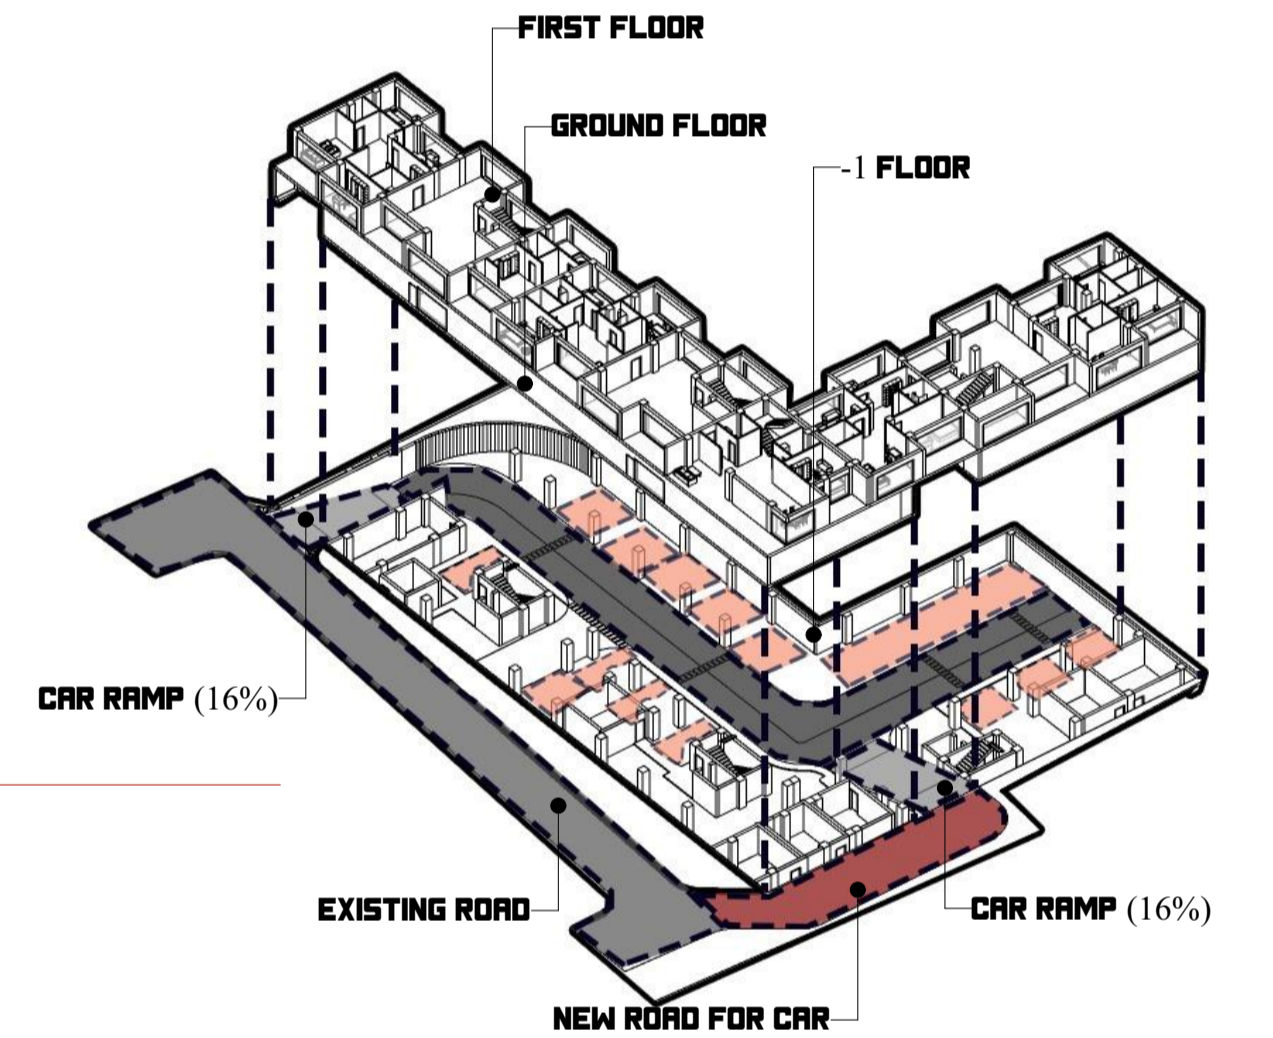 FIRST FLOOR
GROUND FLOOR
-1 FLOOR
CAR RAMP (16%)
EXISTING ROAD
CAR RAMP (16%)
NEW ROAD FOR CAR